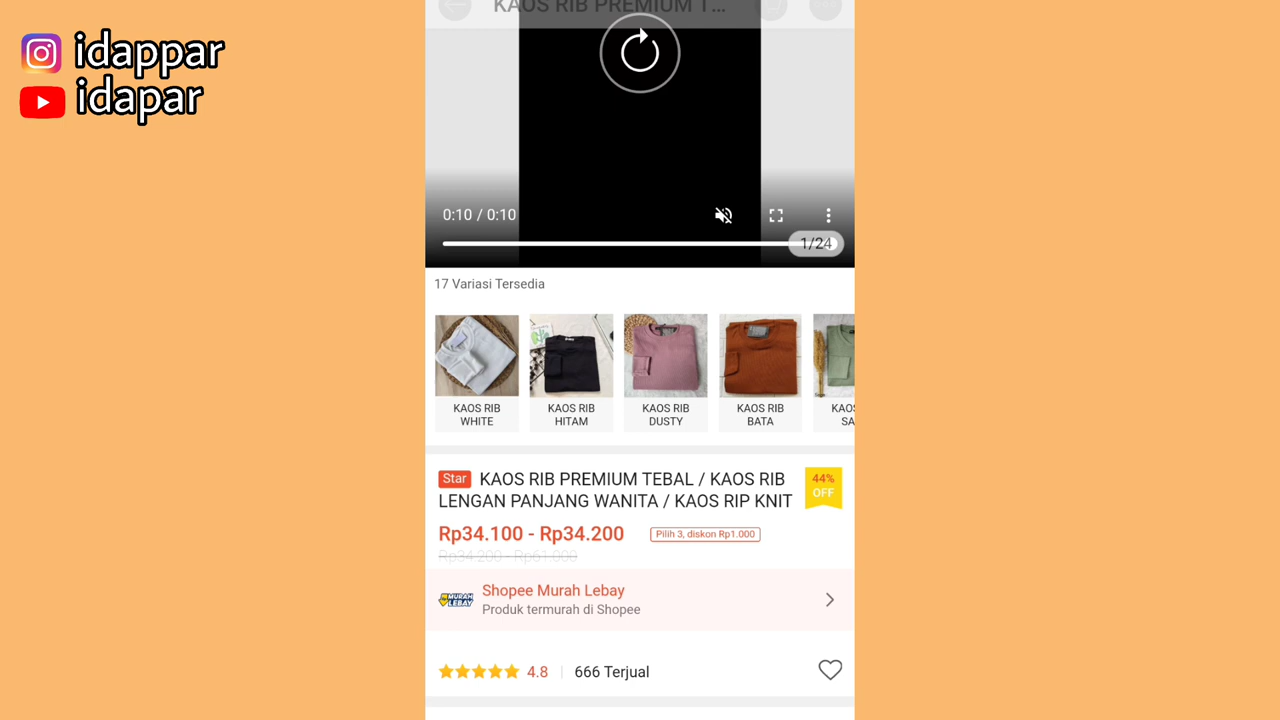 idappar
idapar
KAOS RIB PREMIUM T...
0:10 / 0:10
1/24
17 Variasi Tersedia
KAOS RIB
WHITE
KAOS RIB
HITAM
KAOS RIB
DUSTY
KAOS RIB
BATA
KAOS
SA
Star KAOS RIB PREMIUM TEBAL / KAOS RIB
LENGAN PANJANG WANITA / KAOS RIP KNIT
44%
OFF
Rp34.100 - Rp34.200
Pilih 3, diskon Rp1.000
Rp34.200 - Rp61.000
MURAH
LEBAY
Shopee Murah Lebay
Produk termurah di Shopee
4.8
666 Terjual